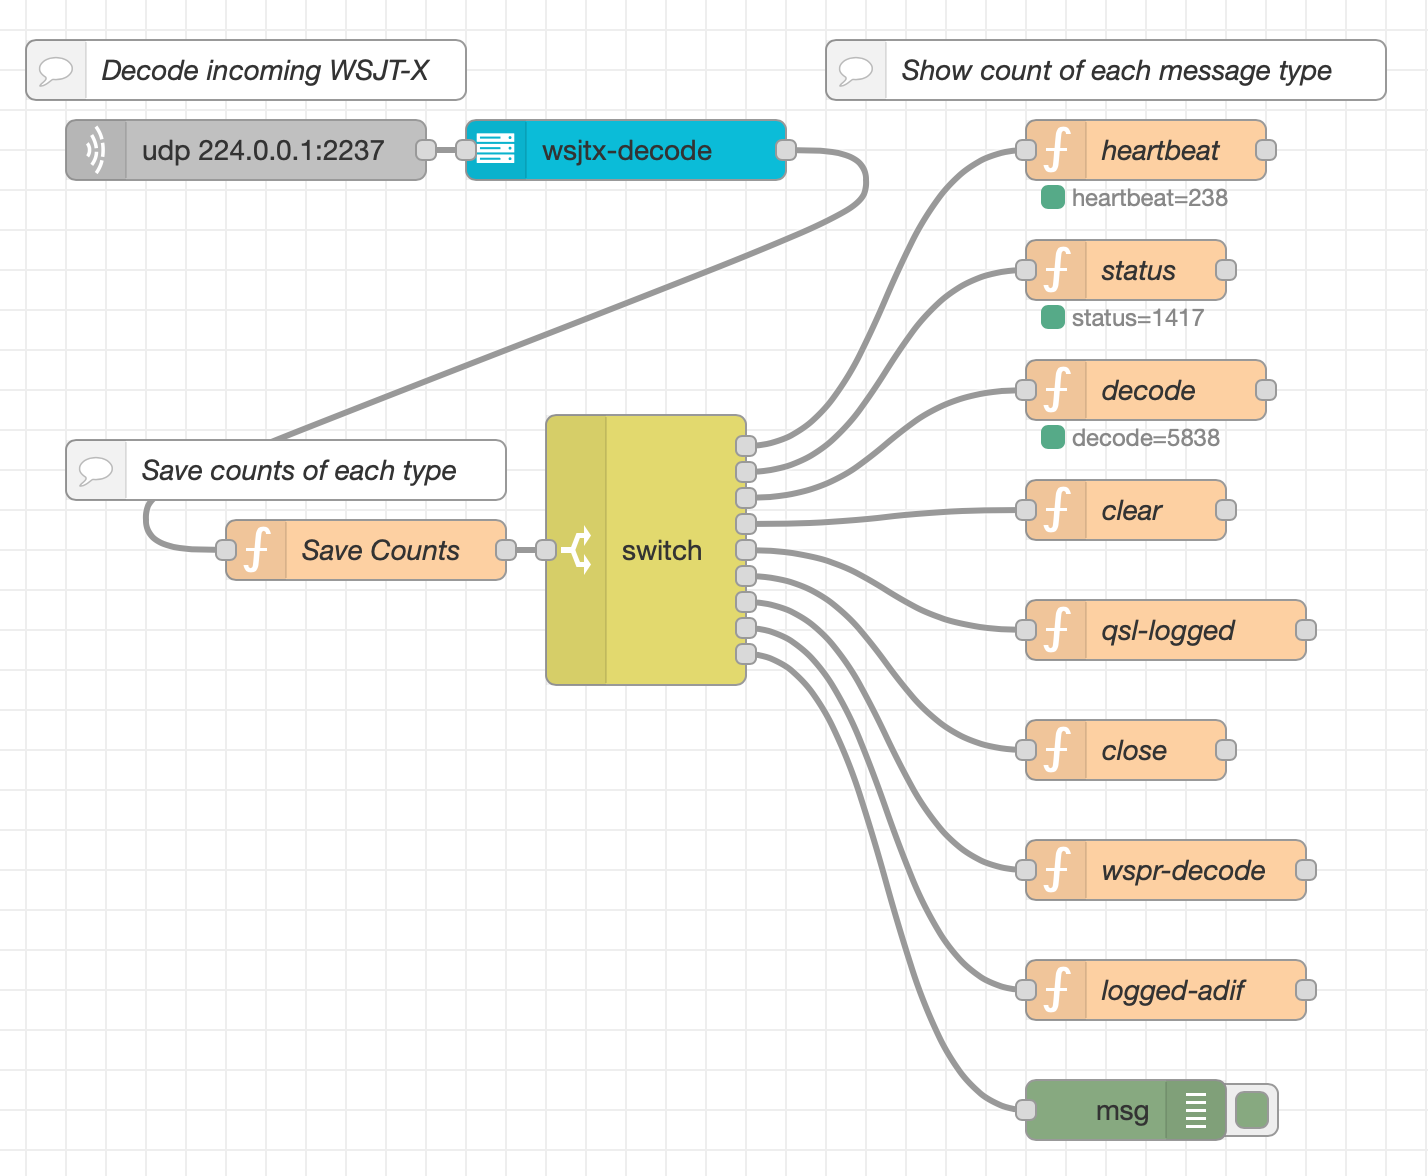 Decode incoming WSJT-X
Show count of each message type
udp 224.0.0.1:2237
wsjtx-decode
heartbeat
heartbeat=238
status
status=1417
decode
decode=5838
Save counts of each type
clear
Save Counts
switch
qsl-logged
close
wspr-decode
logged-adif
msg